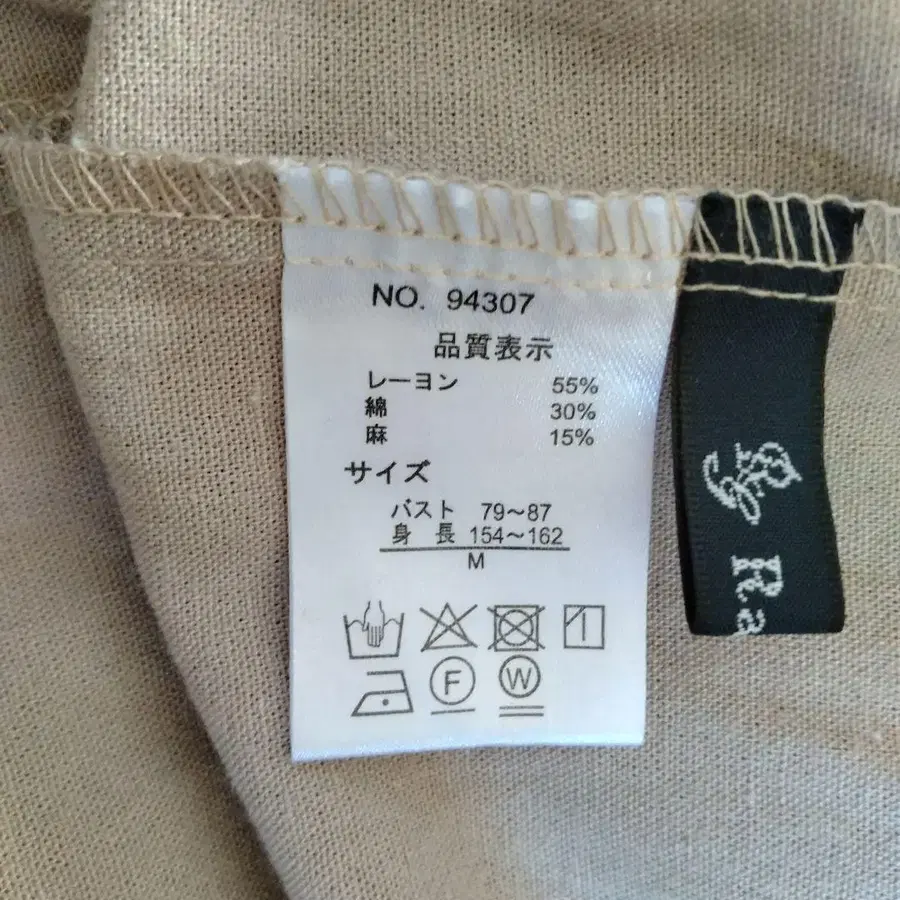 NO. 94307
品質表示
レーヨン 55%
綿 30%
麻 15%
サイズ
バスト 79〜87
身長 154〜162
M
F
W
Ra